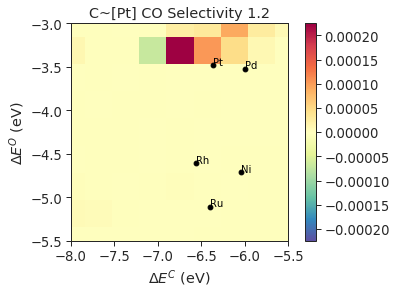 C~[Pt] CO Selectivity 1.2
−3.0
−3.5
−4.0
−4.5
−5.0
−5.5
ΔE^O (eV)
Pt
Pd
Rh
Ni
Ru
−8.0 −7.5 −7.0 −6.5 −6.0 −5.5
ΔE^C (eV)
0.00020
0.00015
0.00010
0.00005
0.00000
−0.00005
−0.00010
−0.00015
−0.00020